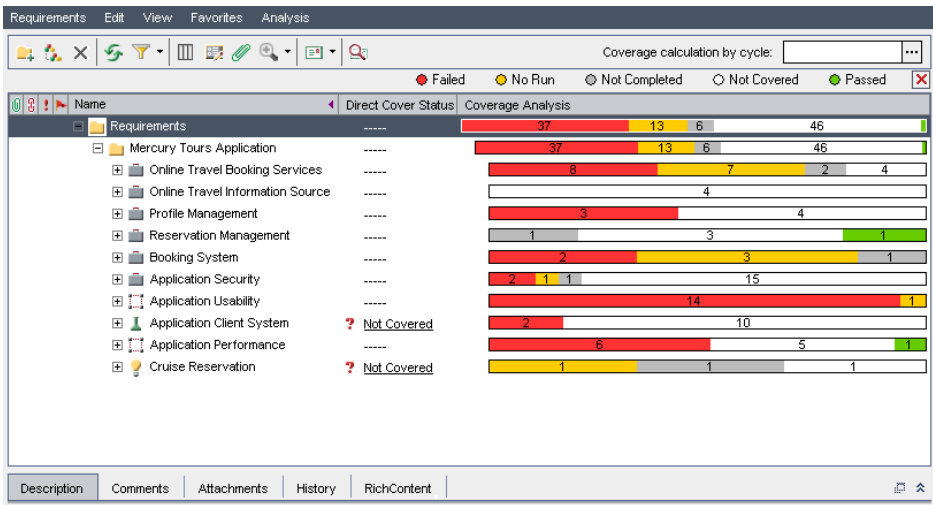 Requirements Edit View Favorites Analysis
Coverage calculation by cycle: ...
Failed No Run Not Completed Not Covered Passed
Name Direct Cover Status Coverage Analysis
Requirements ----- 37 13 6 46
Mercury Tours Application ----- 37 13 6 46
Online Travel Booking Services ----- 8 7 2 4
Online Travel Information Source ----- 4
Profile Management ----- 3 4
Reservation Management ----- 1 3 1
Booking System ----- 2 3 1
Application Security ----- 2 1 1 15
Application Usability ----- 14 1
Application Client System ? Not Covered 2 10
Application Performance ----- 6 5 1
Cruise Reservation ? Not Covered 1 1 1
Description Comments Attachments History RichContent